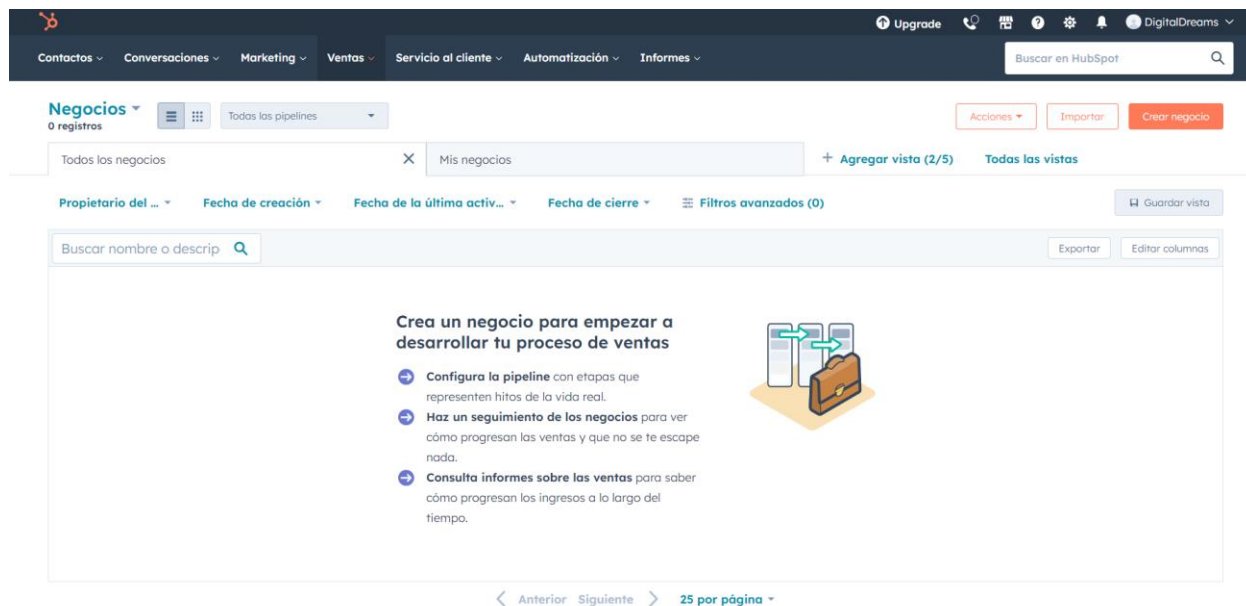 Upgrade DigitalDreams
Contactos Conversaciones Marketing Ventas Servicio al cliente Automatización Informes Buscar en HubSpot
Negocios
0 registros
Todas las pipelines
Acciones Importar Crear negocio
Todos los negocios Mis negocios + Agregar vista (2/5) Todas las vistas
Propietario del ... Fecha de creación Fecha de la última activ... Fecha de cierre Filtros avanzados (0) Guardar vista
Buscar nombre o descrip Exportar Editar columnas
Crea un negocio para empezar a
desarrollar tu proceso de ventas
Configura la pipeline con etapas que
representen hitos de la vida real.
Haz un seguimiento de los negocios para ver
cómo progresan las ventas y que no se te escape
nada.
Consulta informes sobre las ventas para saber
cómo progresan los ingresos a lo largo del
tiempo.
Anterior Siguiente 25 por página